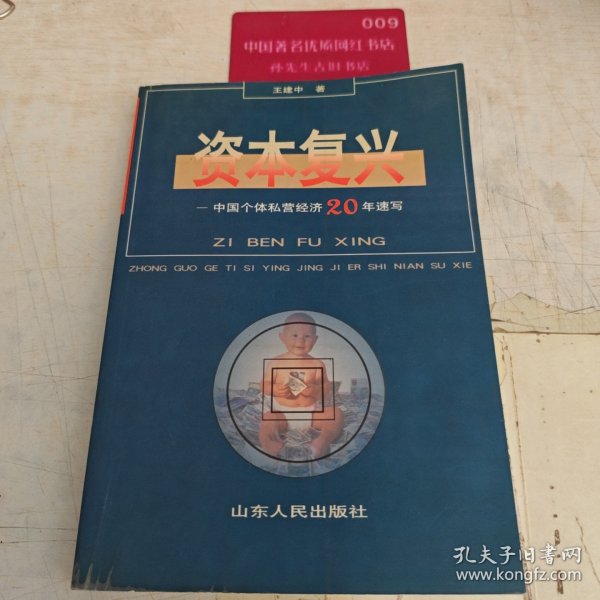 009
中国著名优质网红书店
孙先生古旧书店
王建中 著
资本复兴
—中国个体私营经济20年速写
ZI BEN FU XING
ZHONG GUO GE TI SI YING JING JI ER SHI NIAN SU XIE
山东人民出版社
孔夫子旧书网
www.kongfz.com